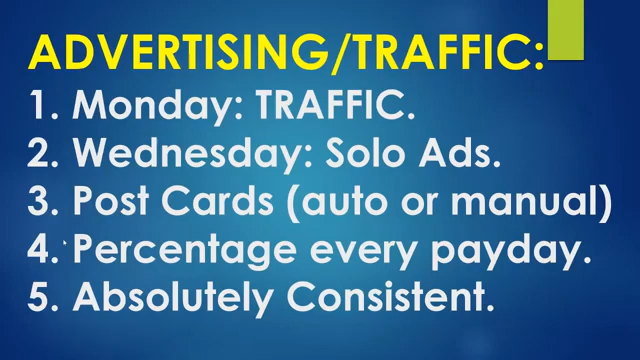 ADVERTISING/TRAFFIC:
1. Monday: TRAFFIC.
2. Wednesday: Solo Ads.
3. Post Cards (auto or manual)
4. Percentage every payday.
5. Absolutely Consistent.